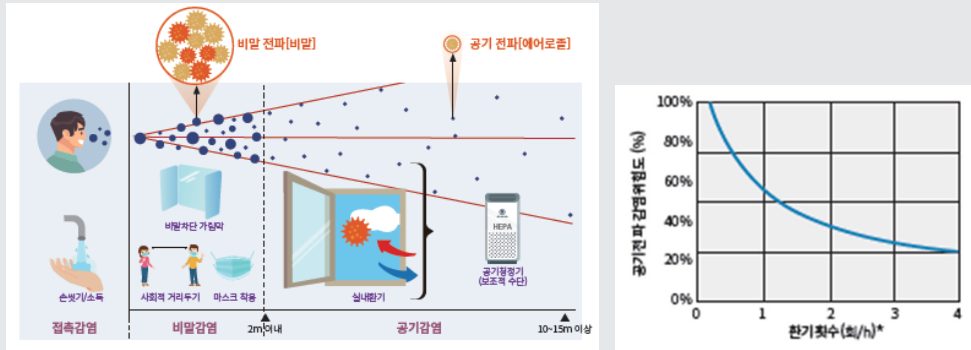 비말 전파[비말]
공기 전파[에어로졸]
비말차단 가림막
HEPA
공기청정기
(보조적 수단)
손씻기/소독
사회적 거리두기
마스크 착용
실내환기
접촉감염
비말감염
2m이내
공기감염
10~15m 이상
공기전파 감염위험도 (%)
100%
80%
60%
40%
20%
0%
0 1 2 3 4
환기횟수(회/h)*